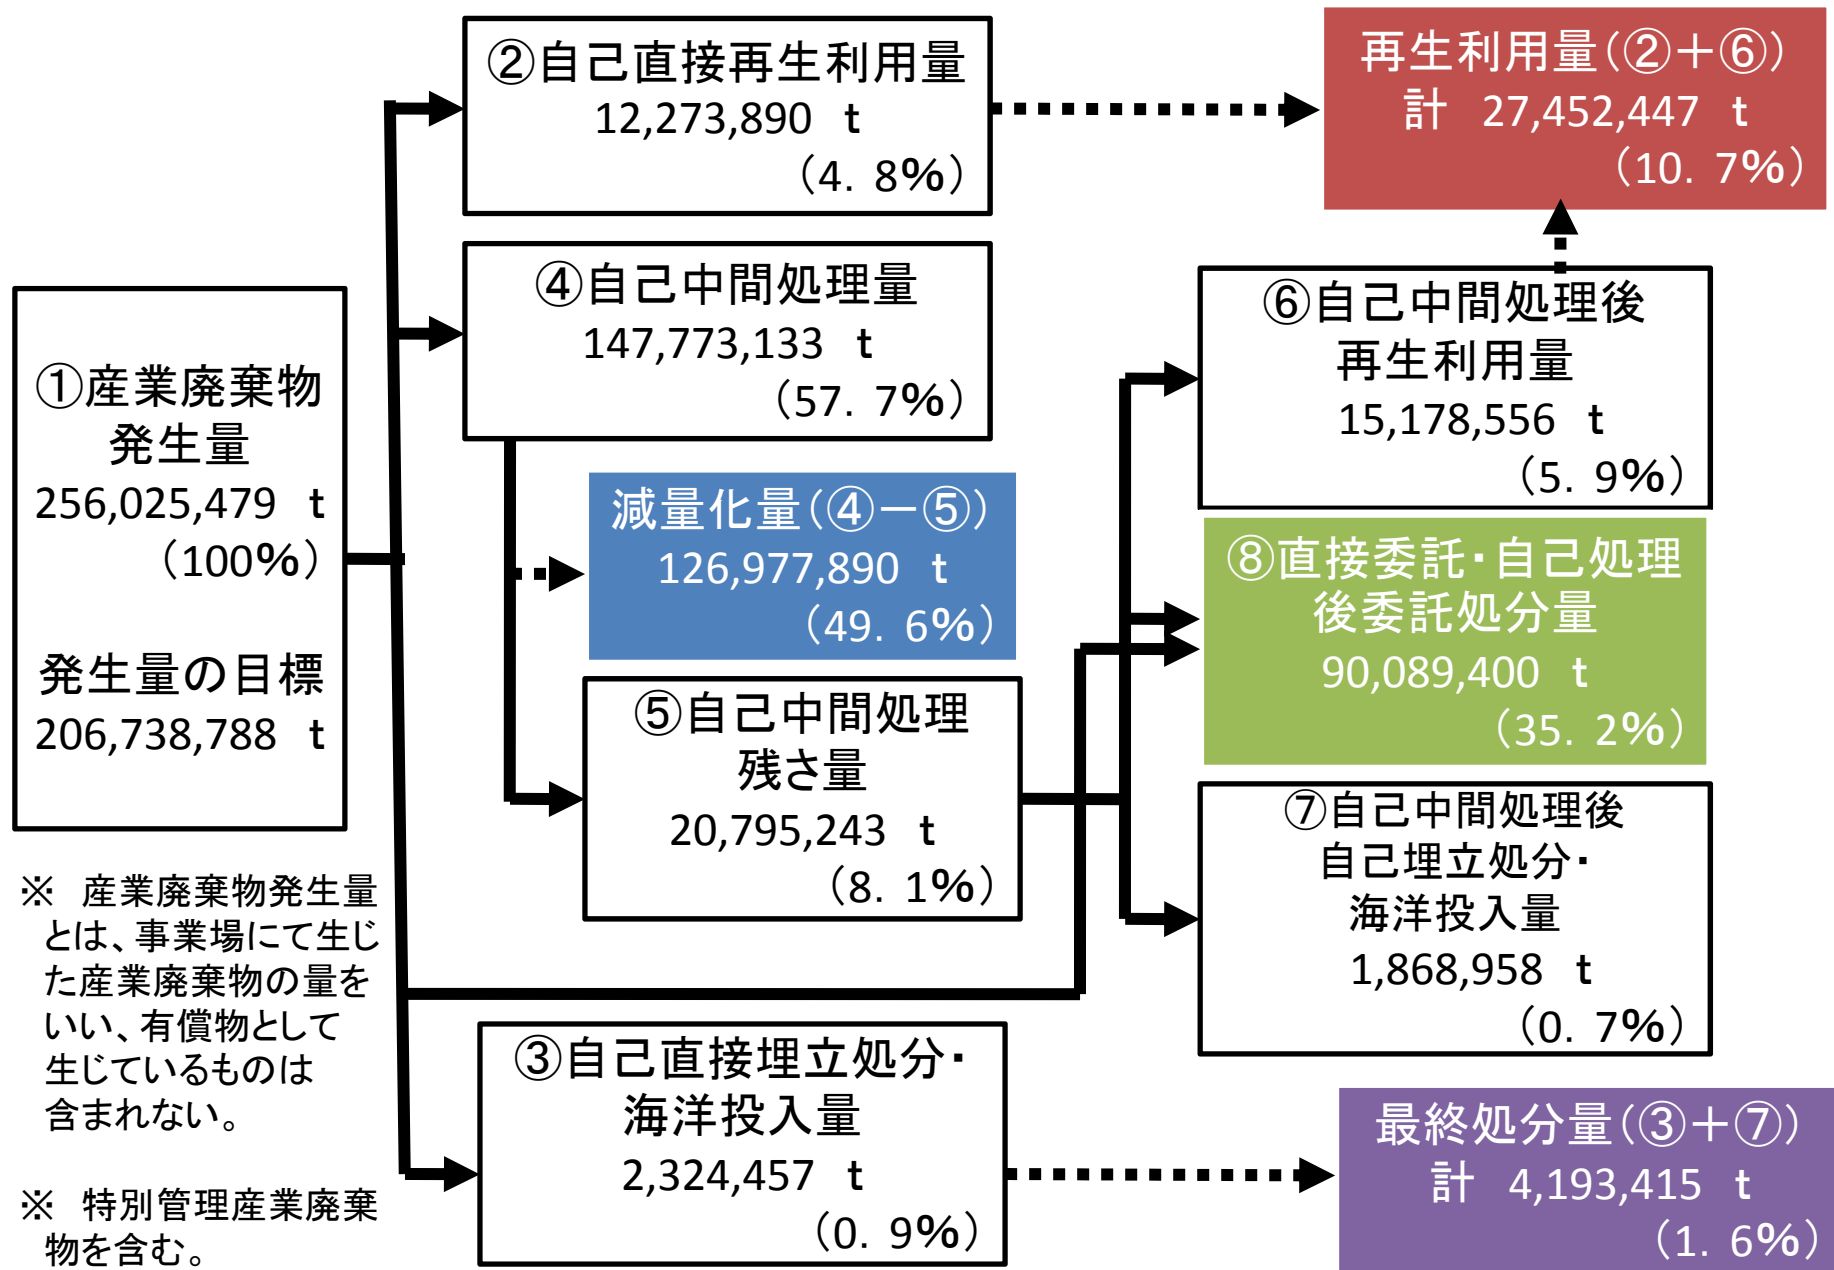 ②自己直接再生利用量
12,273,890 t
(4．8%)
再生利用量(②＋⑥)
計 27,452,447 t
(10．7%)
④自己中間処理量
147,773,133 t
(57．7%)
⑥自己中間処理後
再生利用量
15,178,556 t
(5．9%)
①産業廃棄物
発生量
256,025,479 t
(100%)
発生量の目標
206,738,788 t
減量化量(④－⑤)
126,977,890 t
(49．6%)
⑧直接委託・自己処理
後委託処分量
90,089,400 t
(35．2%)
⑤自己中間処理
残さ量
20,795,243 t
(8．1%)
⑦自己中間処理後
自己埋立処分・
海洋投入量
1,868,958 t
(0．7%)
※ 産業廃棄物発生量
とは、事業場にて生じ
た産業廃棄物の量を
いい、有償物として
生じているものは
含まれない。
※ 特別管理産業廃棄
物を含む。
③自己直接埋立処分・
海洋投入量
2,324,457 t
(0．9%)
最終処分量(③＋⑦)
計 4,193,415 t
(1．6%)